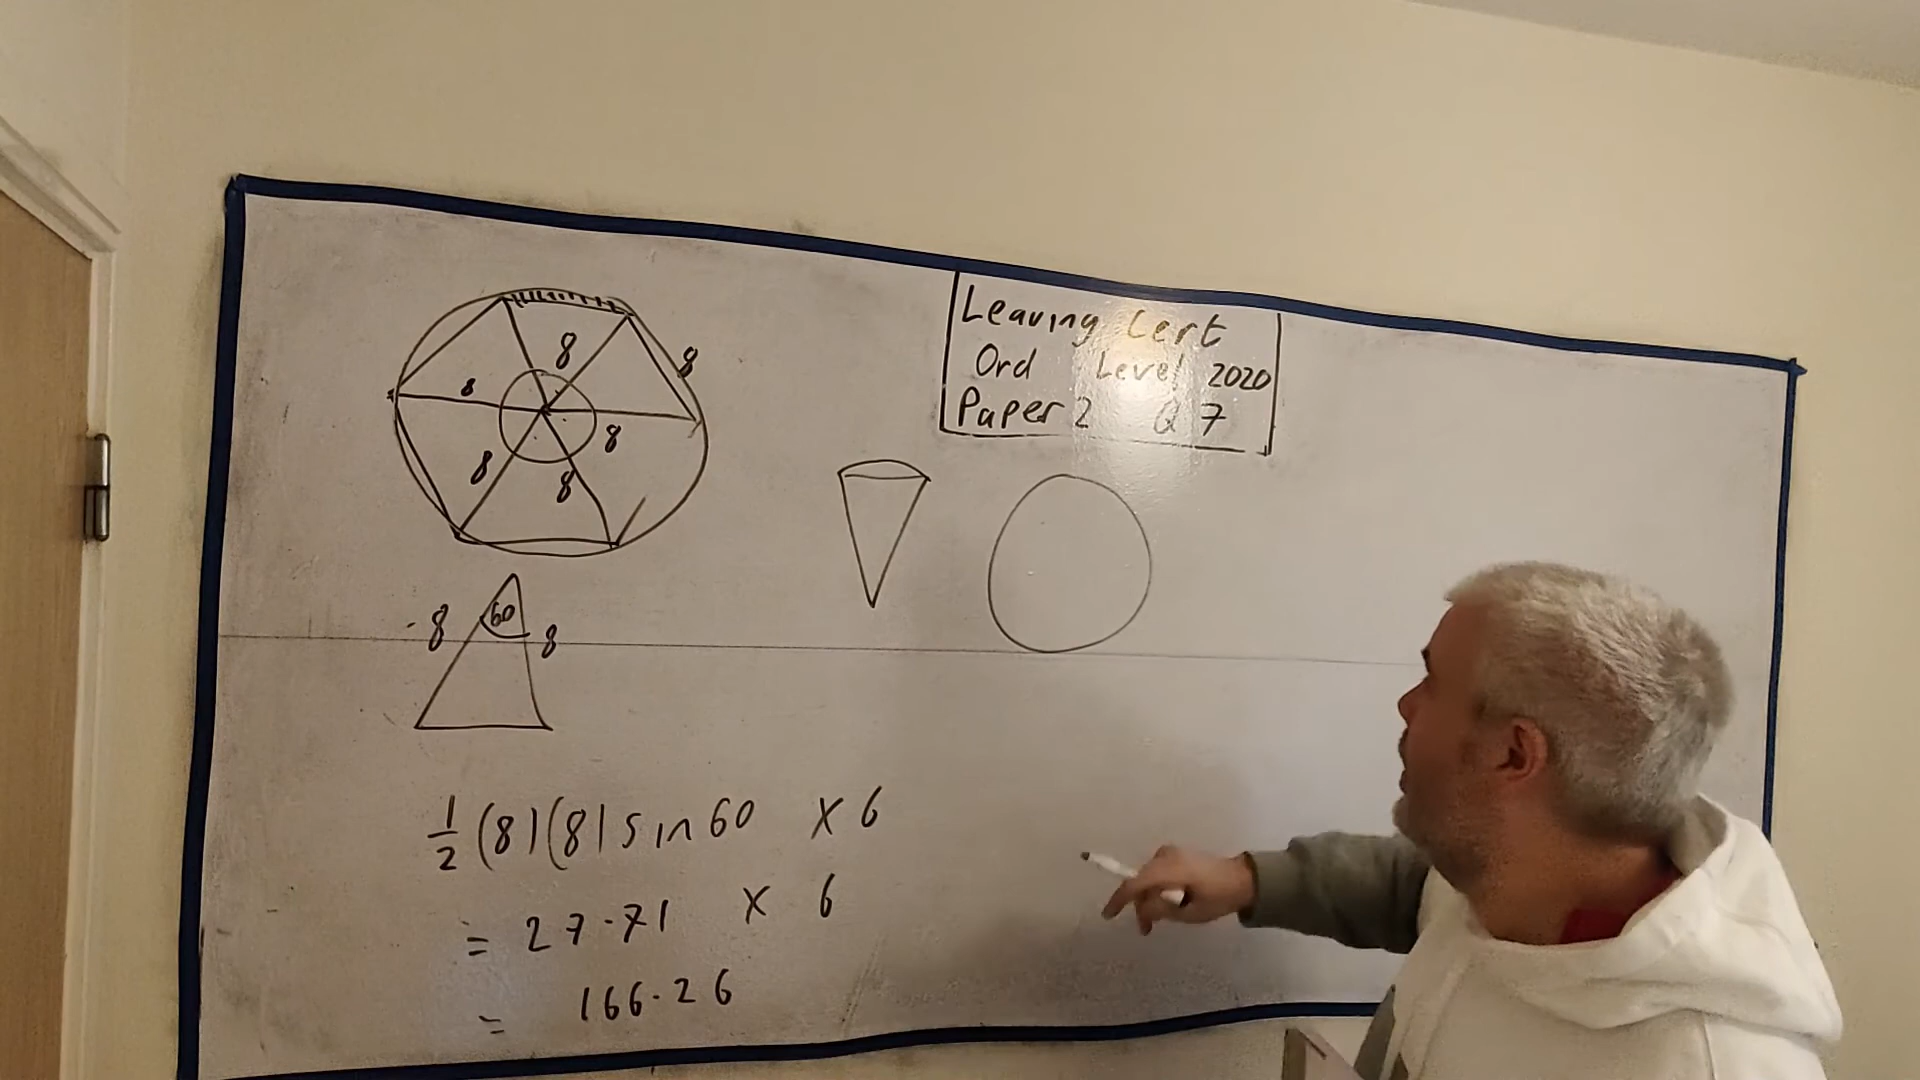 Leaving Cert
Ord Level 2020
Paper 2 Q 7
8
8
8
8
8
8
60
8
8
1/2 (8)(8) sin 60 x 6
= 27.71 x 6
= 166.26